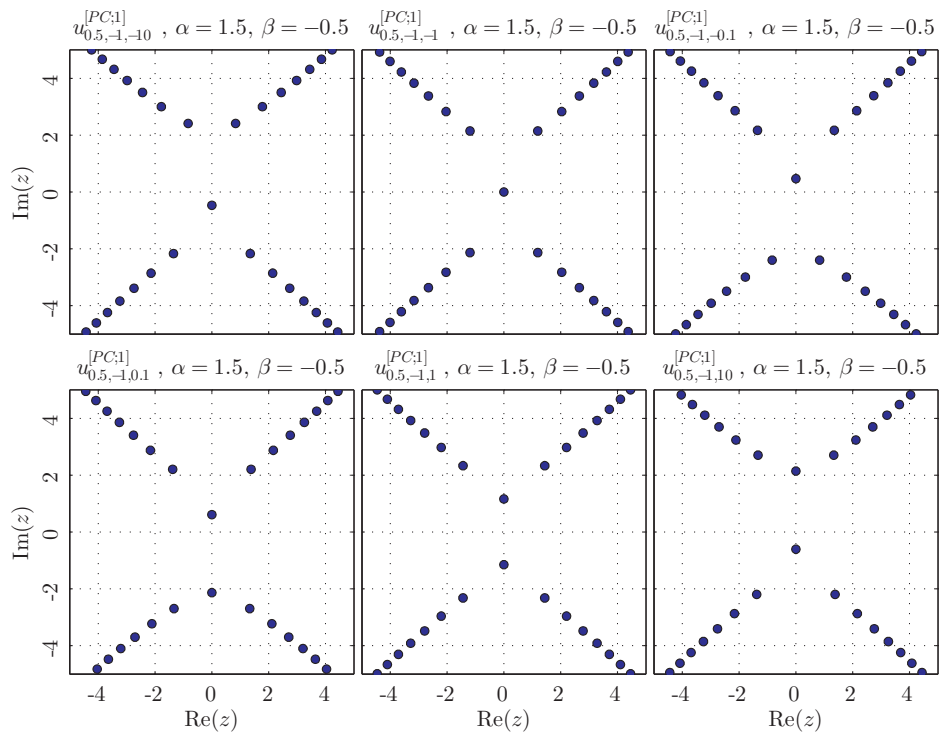 u^{[PC;1]}_{0.5,−1,−10} , α = 1.5, β = −0.5
u^{[PC;1]}_{0.5,−1,−1} , α = 1.5, β = −0.5
u^{[PC;1]}_{0.5,−1,−0.1} , α = 1.5, β = −0.5
Im(z)
4
2
0
−2
−4
u^{[PC;1]}_{0.5,−1,0.1} , α = 1.5, β = −0.5
u^{[PC;1]}_{0.5,−1,1} , α = 1.5, β = −0.5
u^{[PC;1]}_{0.5,−1,10} , α = 1.5, β = −0.5
Im(z)
4
2
0
−2
−4
−4 −2 0 2 4
−4 −2 0 2 4
−4 −2 0 2 4
Re(z)
Re(z)
Re(z)